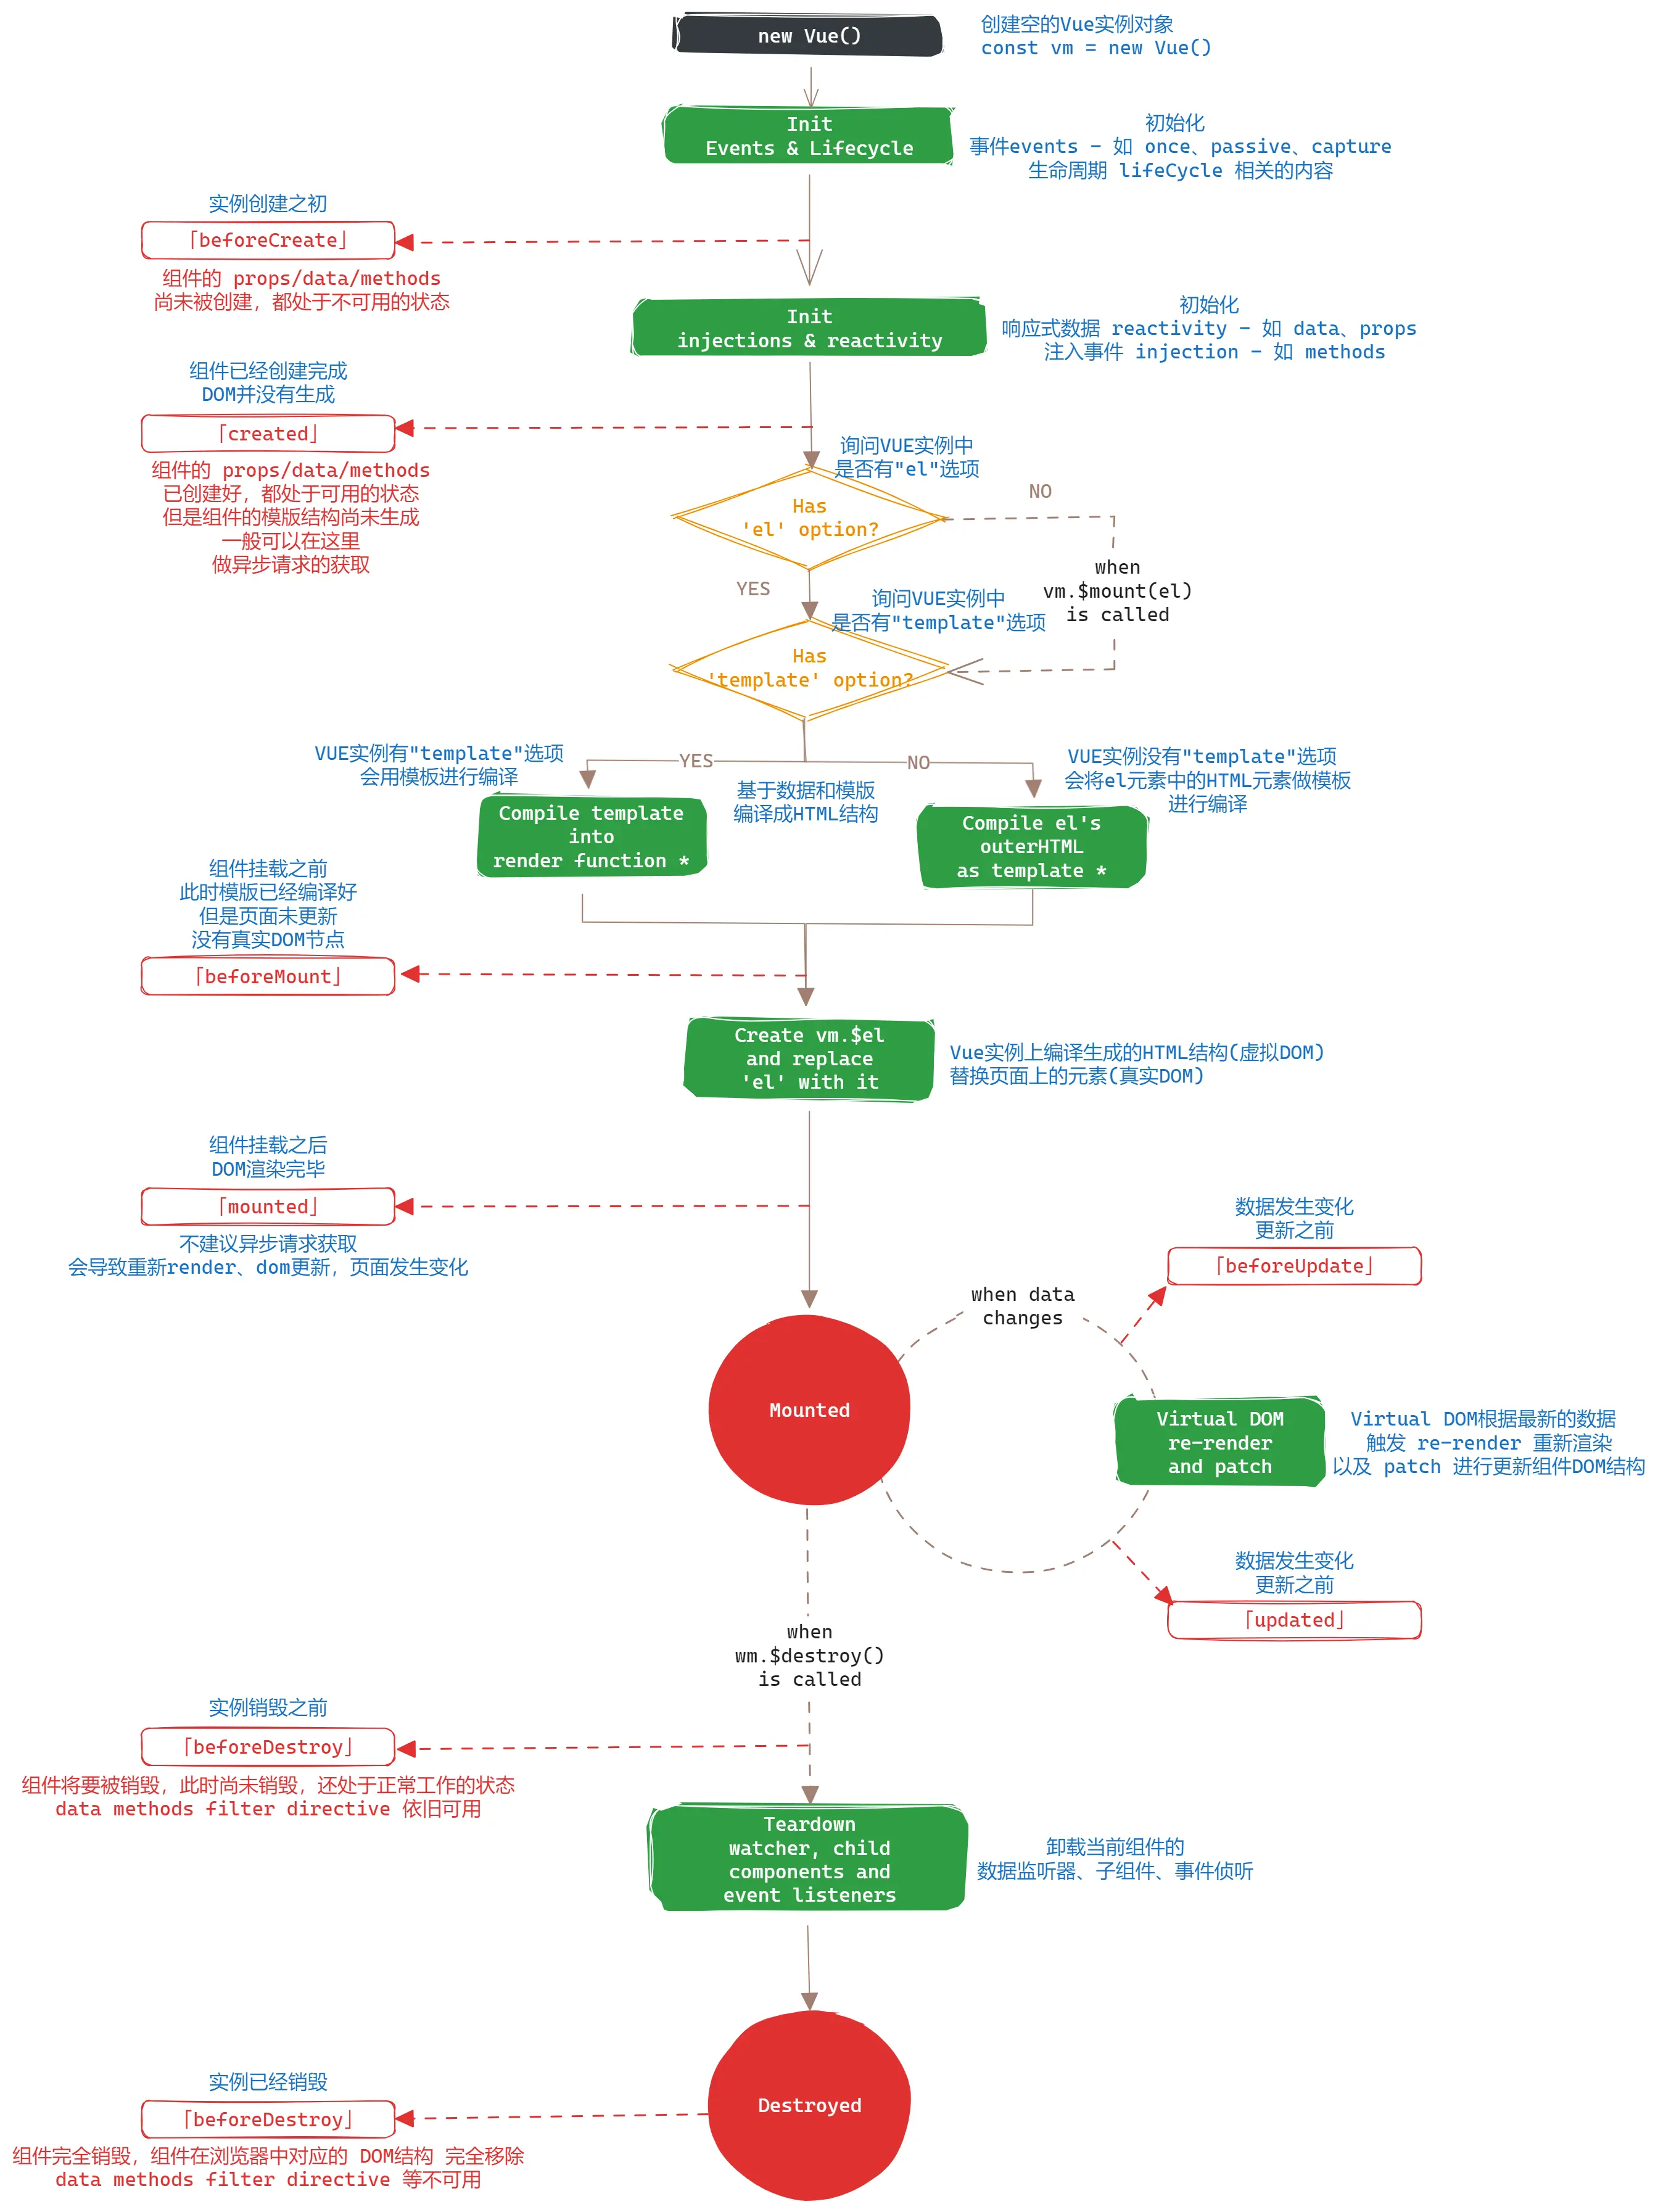 new Vue()
创建空的Vue实例对象
const vm = new Vue()
Init
Events & Lifecycle
初始化
事件events - 如 once、passive、capture
生命周期 lifeCycle 相关的内容
实例创建之初
「beforeCreate」
组件的 props/data/methods
尚未被创建，都处于不可用的状态
Init
injections & reactivity
初始化
响应式数据 reactivity - 如 data、props
注入事件 injection - 如 methods
组件已经创建完成
DOM并没有生成
「created」
组件的 props/data/methods
已创建好，都处于可用的状态
但是组件的模版结构尚未生成
一般可以在这里
做异步请求的获取
询问VUE实例中
是否有"el"选项
Has
'el' option?
NO
when
vm.$mount(el)
is called
YES
询问VUE实例中
是否有"template"选项
Has
'template' option?
VUE实例有"template"选项
会用模板进行编译
YES
NO
基于数据和模版
编译成HTML结构
VUE实例没有"template"选项
会将el元素中的HTML元素做模板
进行编译
Compile template
into
render function *
Compile el's
outerHTML
as template *
组件挂载之前
此时模版已经编译好
但是页面未更新
没有真实DOM节点
「beforeMount」
Create vm.$el
and replace
'el' with it
Vue实例上编译生成的HTML结构(虚拟DOM)
替换页面上的元素(真实DOM)
组件挂载之后
DOM渲染完毕
「mounted」
不建议异步请求获取
会导致重新render、dom更新，页面发生变化
数据发生变化
更新之前
「beforeUpdate」
when data
changes
Mounted
Virtual DOM
re-render
and patch
Virtual DOM根据最新的数据
触发 re-render 重新渲染
以及 patch 进行更新组件DOM结构
数据发生变化
更新之前
「updated」
when
wm.$destroy()
is called
实例销毁之前
「beforeDestroy」
组件将要被销毁，此时尚未销毁，还处于正常工作的状态
data methods filter directive 依旧可用
Teardown
watcher, child
components and
event listeners
卸载当前组件的
数据监听器、子组件、事件侦听
Destroyed
实例已经销毁
「beforeDestroy」
组件完全销毁，组件在浏览器中对应的 DOM结构 完全移除
data methods filter directive 等不可用